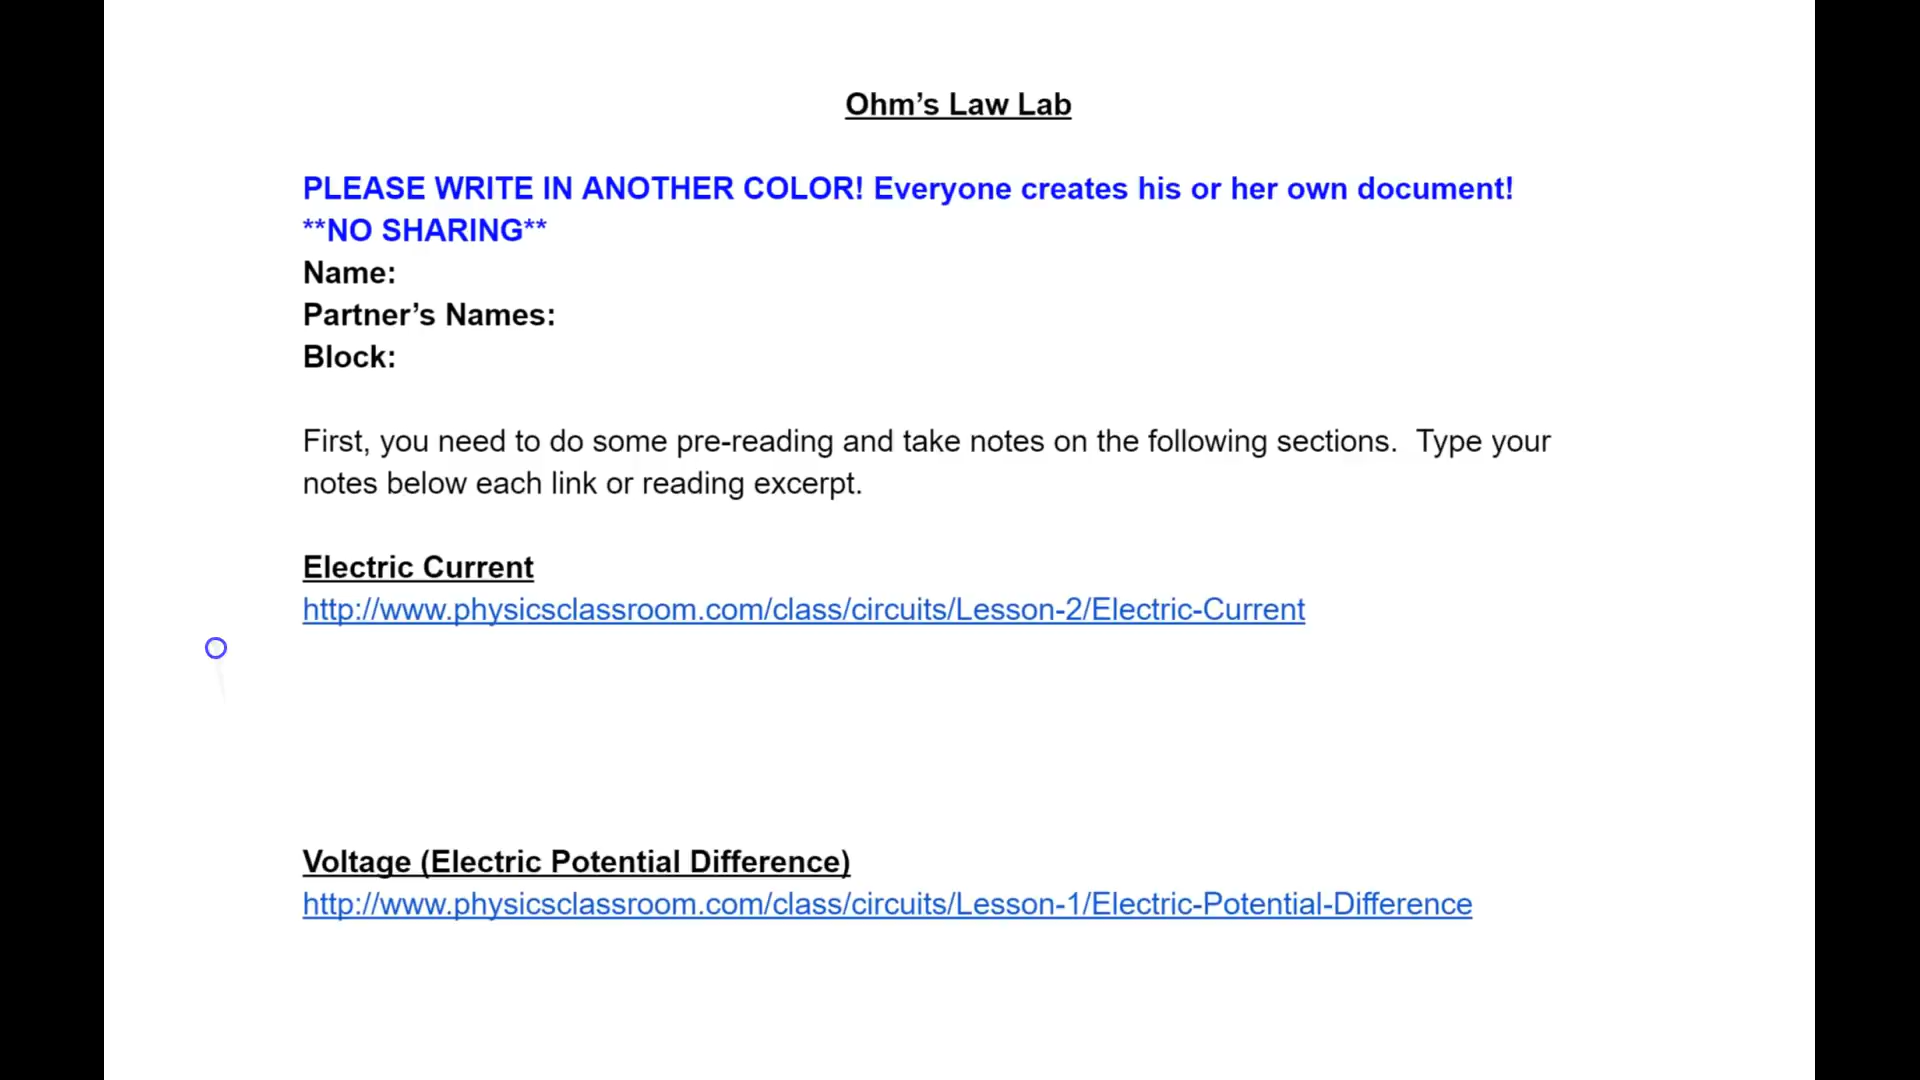 Ohm’s Law Lab
PLEASE WRITE IN ANOTHER COLOR! Everyone creates his or her own document!
**NO SHARING**
Name:
Partner’s Names:
Block:
First, you need to do some pre-reading and take notes on the following sections.  Type your
notes below each link or reading excerpt.
Electric Current
http://www.physicsclassroom.com/class/circuits/Lesson-2/Electric-Current
Voltage (Electric Potential Difference)
http://www.physicsclassroom.com/class/circuits/Lesson-1/Electric-Potential-Difference